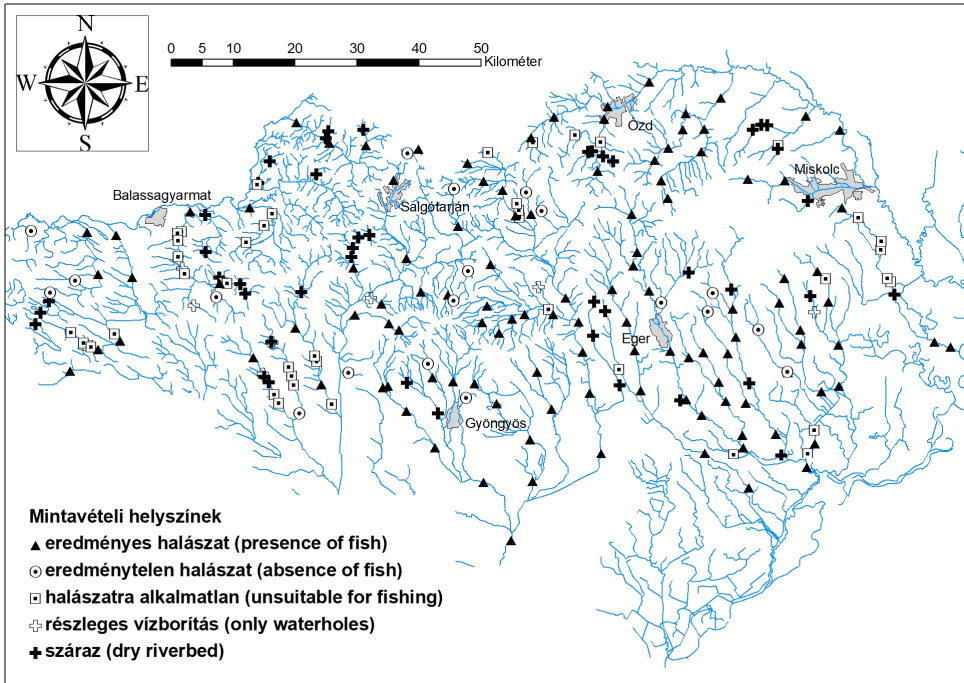 N
W E
S
0 5 10 20 30 40 50
Kilométer
Ózd
Miskolc
Balassagyarmat
Salgótarján
Eger
Gyöngyös
Mintavételi helyszínek
eredményes halászat (presence of fish)
eredménytelen halászat (absence of fish)
halászatra alkalmatlan (unsuitable for fishing)
részleges vízborítás (only waterholes)
száraz (dry riverbed)